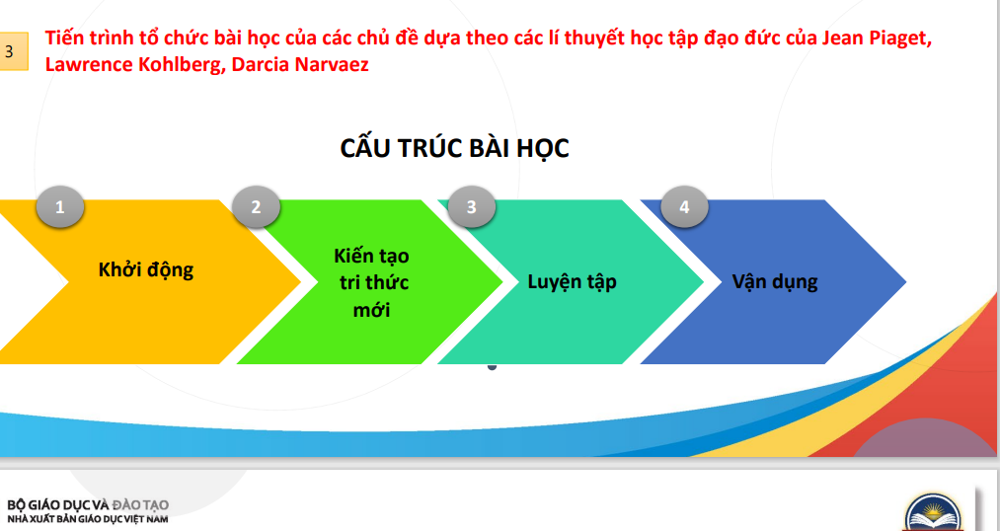 3
Tiến trình tổ chức bài học của các chủ đề dựa theo các lí thuyết học tập đạo đức của Jean Piaget,
Lawrence Kohlberg, Darcia Narvaez
CẤU TRÚC BÀI HỌC
1
Khởi động
2
Kiến tạo
tri thức
mới
3
Luyện tập
4
Vận dụng
BỘ GIÁO DỤC VÀ ĐÀO TẠO
NHÀ XUẤT BẢN GIÁO DỤC VIỆT NAM